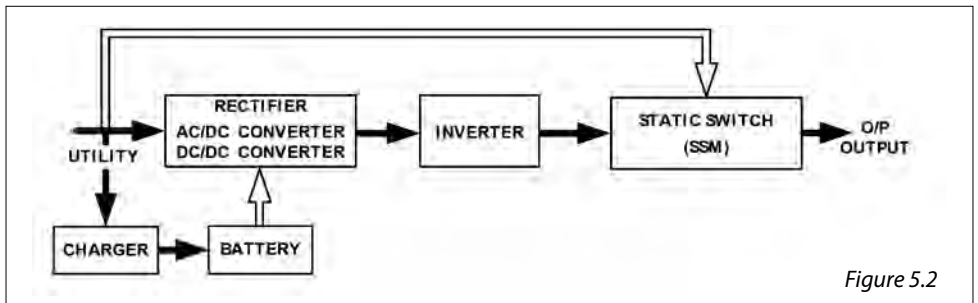 RECTIFIER
AC/DC CONVERTER
DC/DC CONVERTER
INVERTER
STATIC SWITCH
(SSM)
O/P
OUTPUT
UTILITY
CHARGER
BATTERY
Figure 5.2